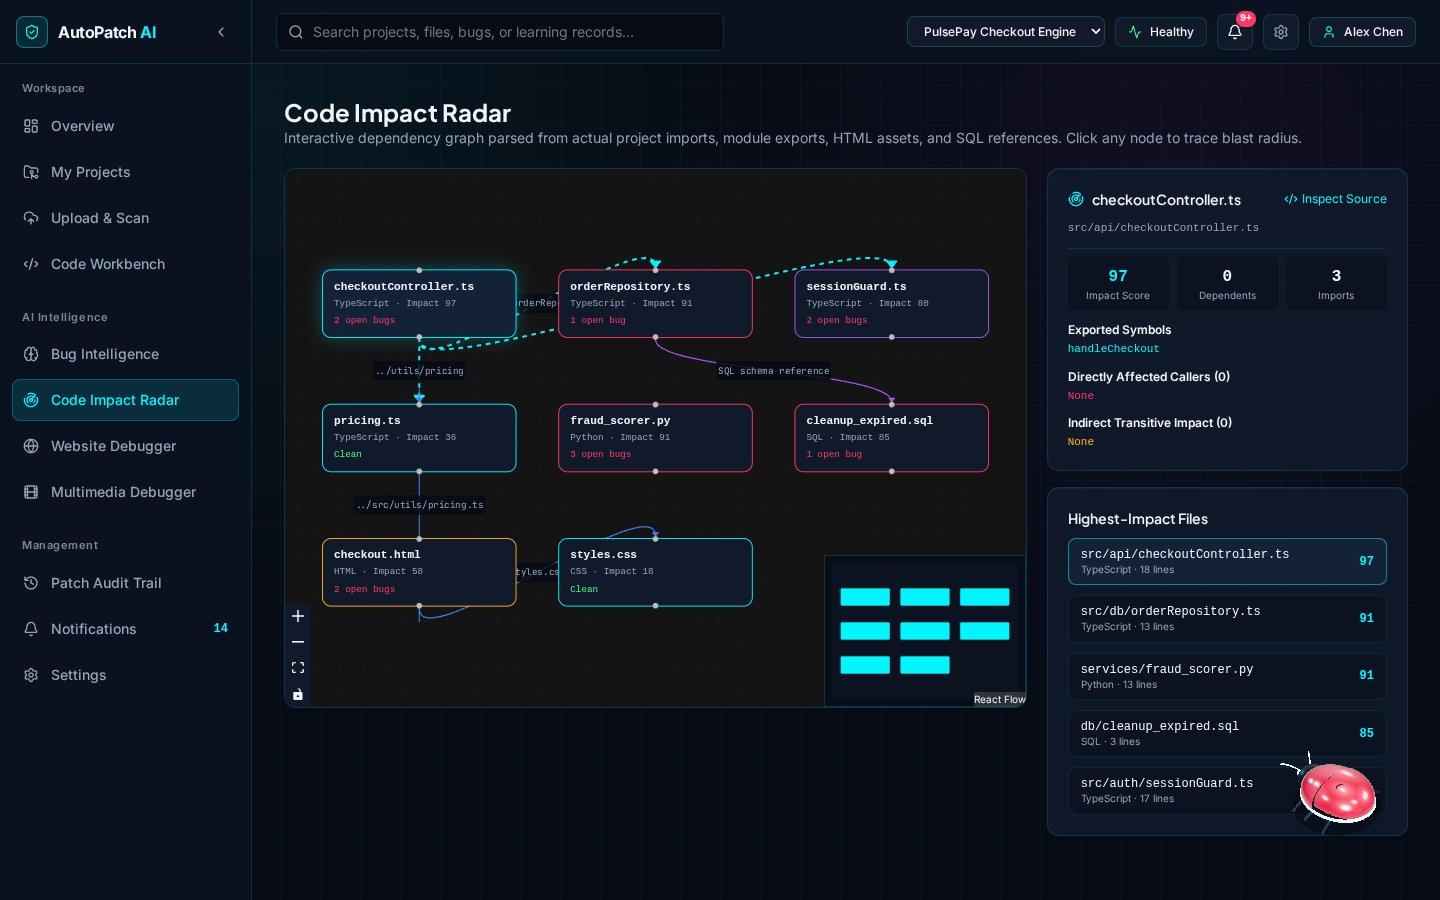 AutoPatch AI
Search projects, files, bugs, or learning records...
PulsePay Checkout Engine
Healthy
9+
Alex Chen
Workspace
Overview
My Projects
Upload & Scan
Code Workbench
AI Intelligence
Bug Intelligence
Code Impact Radar
Website Debugger
Multimedia Debugger
Management
Patch Audit Trail
Notifications
14
Settings
Code Impact Radar
Interactive dependency graph parsed from actual project imports, module exports, HTML assets, and SQL references. Click any node to trace blast radius.
checkoutController.ts
TypeScript · Impact 97
2 open bugs
orderRepository.ts
TypeScript · Impact 91
1 open bug
sessionGuard.ts
TypeScript · Impact 80
2 open bugs
../utils/pricing
SQL schema reference
pricing.ts
TypeScript · Impact 36
Clean
fraud_scorer.py
Python · Impact 91
3 open bugs
cleanup_expired.sql
SQL · Impact 85
1 open bug
../src/utils/pricing.ts
checkout.html
HTML · Impact 58
2 open bugs
styles.css
CSS · Impact 18
Clean
React Flow
checkoutController.ts
Inspect Source
src/api/checkoutController.ts
97
Impact Score
0
Dependents
3
Imports
Exported Symbols
handleCheckout
Directly Affected Callers (0)
None
Indirect Transitive Impact (0)
None
Highest-Impact Files
src/api/checkoutController.ts
TypeScript · 18 lines
97
src/db/orderRepository.ts
TypeScript · 13 lines
91
services/fraud_scorer.py
Python · 13 lines
91
db/cleanup_expired.sql
SQL · 3 lines
85
src/auth/sessionGuard.ts
TypeScript · 17 lines